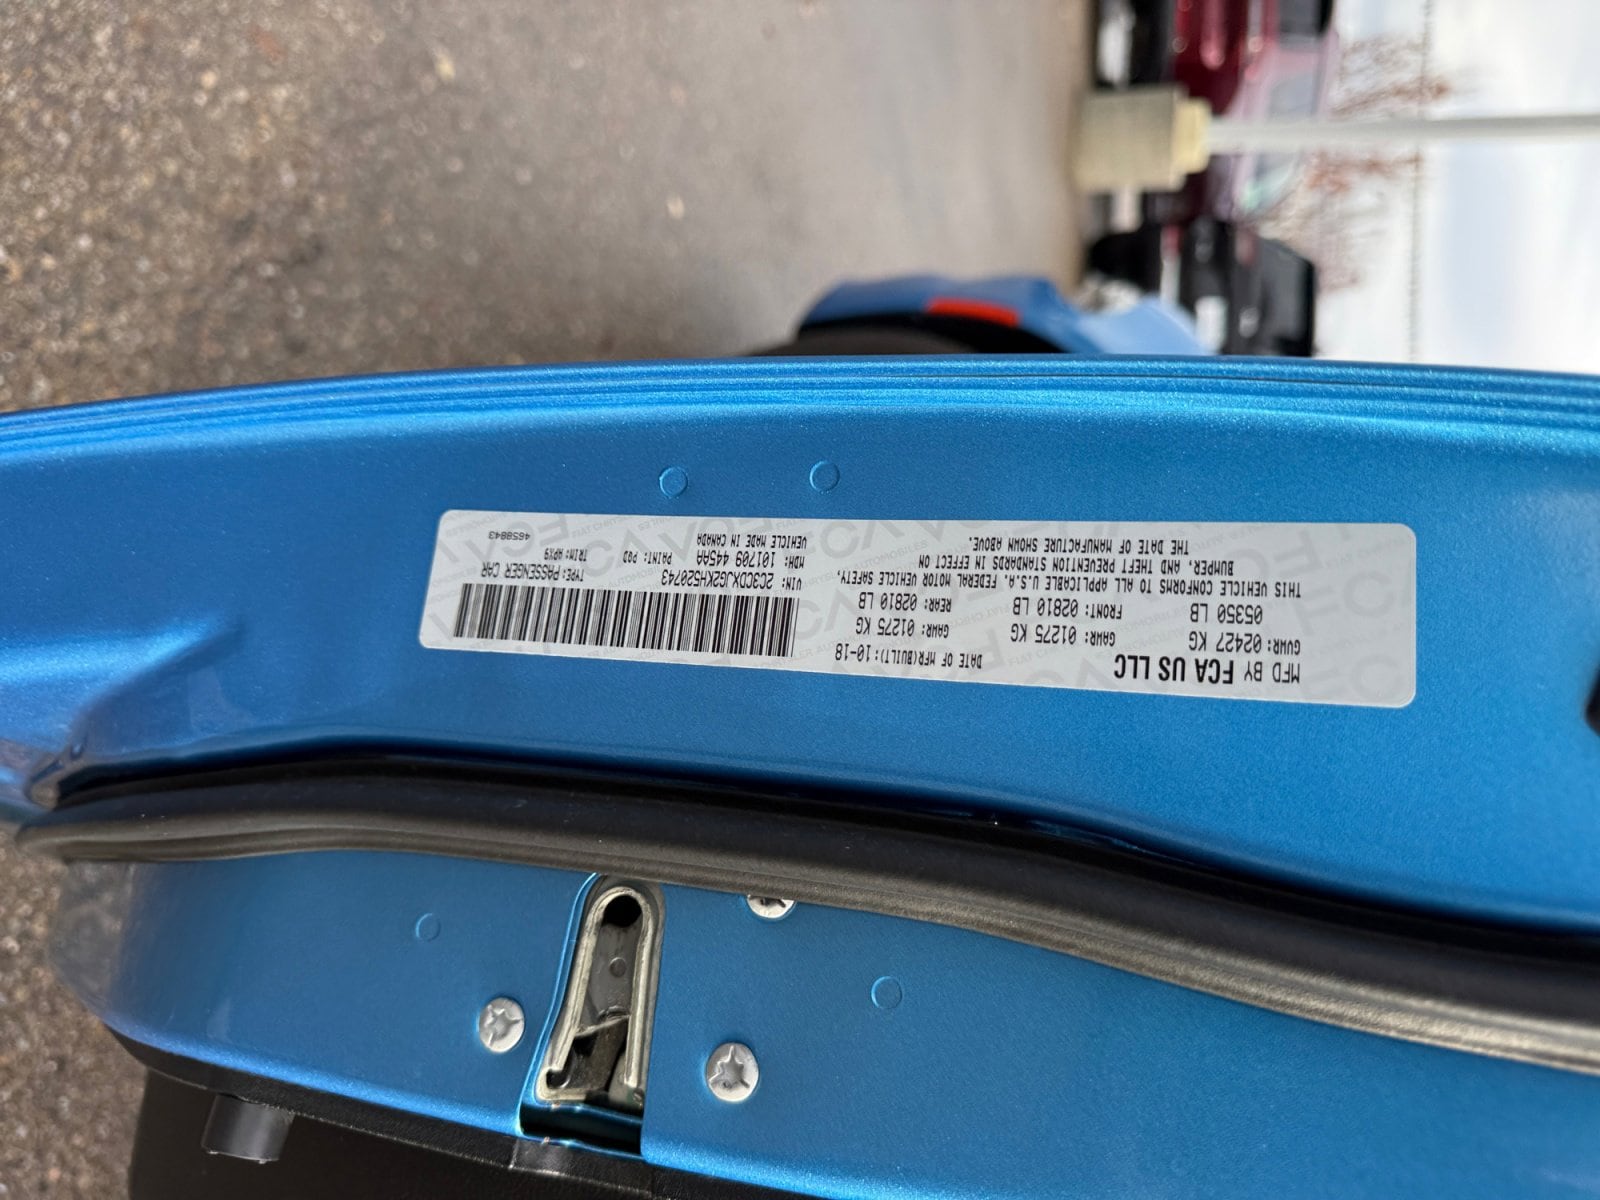 MFD BY FCA US LLC
DATE OF MFR(BUILT):10-18
GVWR: 02427 KG
GAWR: 01275 KG
GAWR: 01275 KG
05350 LB
FRONT: 02810 LB
REAR: 02810 LB
THIS VEHICLE CONFORMS TO ALL APPLICABLE U.S.A. FEDERAL MOTOR VEHICLE SAFETY,
BUMPER, AND THEFT PREVENTION STANDARDS IN EFFECT ON
THE DATE OF MANUFACTURE SHOWN ABOVE.
VIN: 2C3CDXJG2KH520743
TYPE: PASSENGER CAR
MDH: 101709 445AA
PAINT: PQD
TRIM: APX9
VEHICLE MADE IN CANADA
4658843